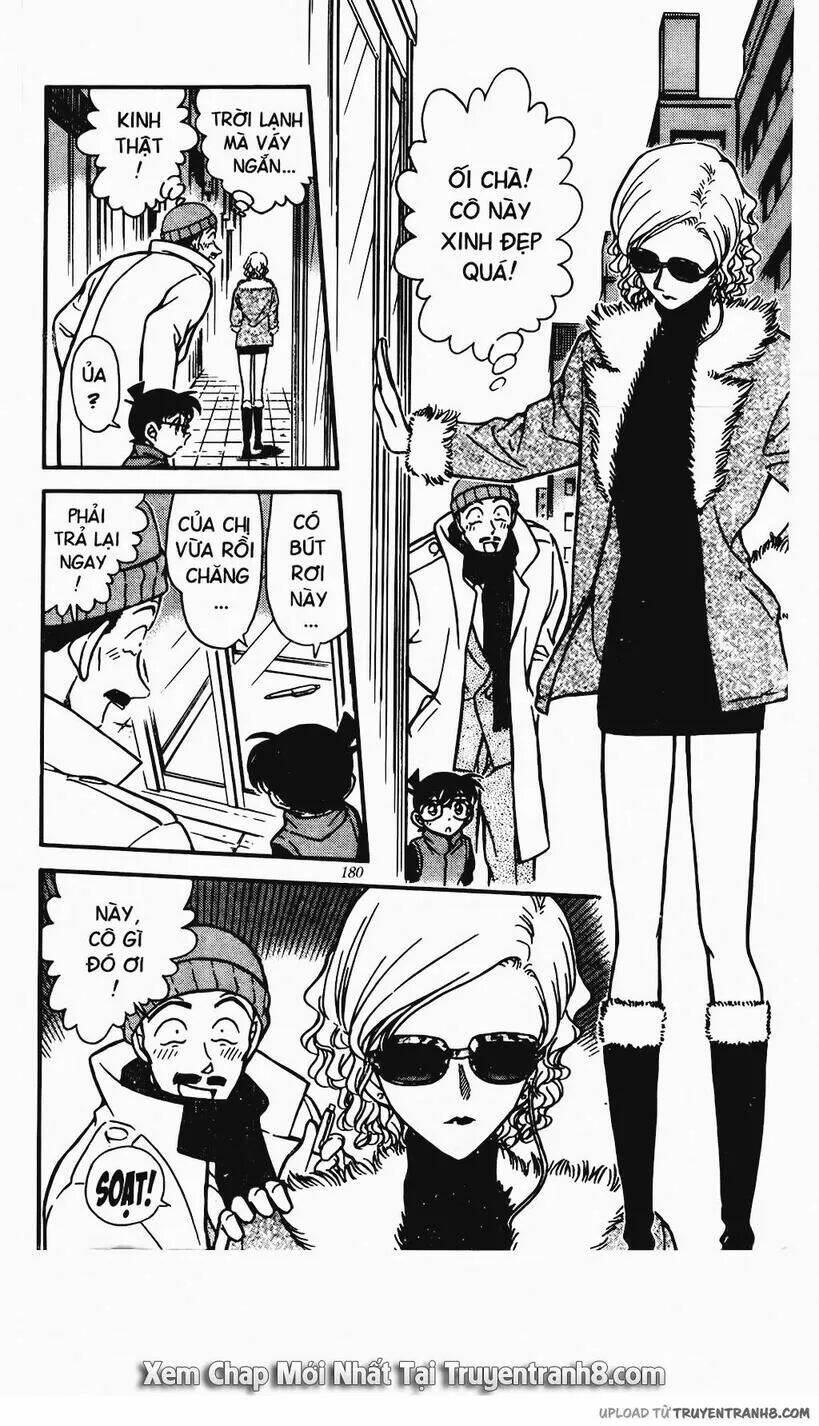 ỐI CHÀ!
CÔ NÀY
XINH ĐẸP
QUÁ!
TRỜI LẠNH
MÀ VÁY
NGẮN...
KINH
THẬT
!
ỦA
?
CÓ
BÚT
RƠI
NÀY...
CỦA CHỊ
VỪA RỒI
CHĂNG
...
PHẢI
TRẢ LẠI
NGAY
!
180
NÀY,
CÔ GÌ
ĐÓ ƠI
!
SOẠT!
Xem Chap Mới Nhất Tại Truyentranh8.com
UPLOAD TỪ TRUYENTRANH8.COM